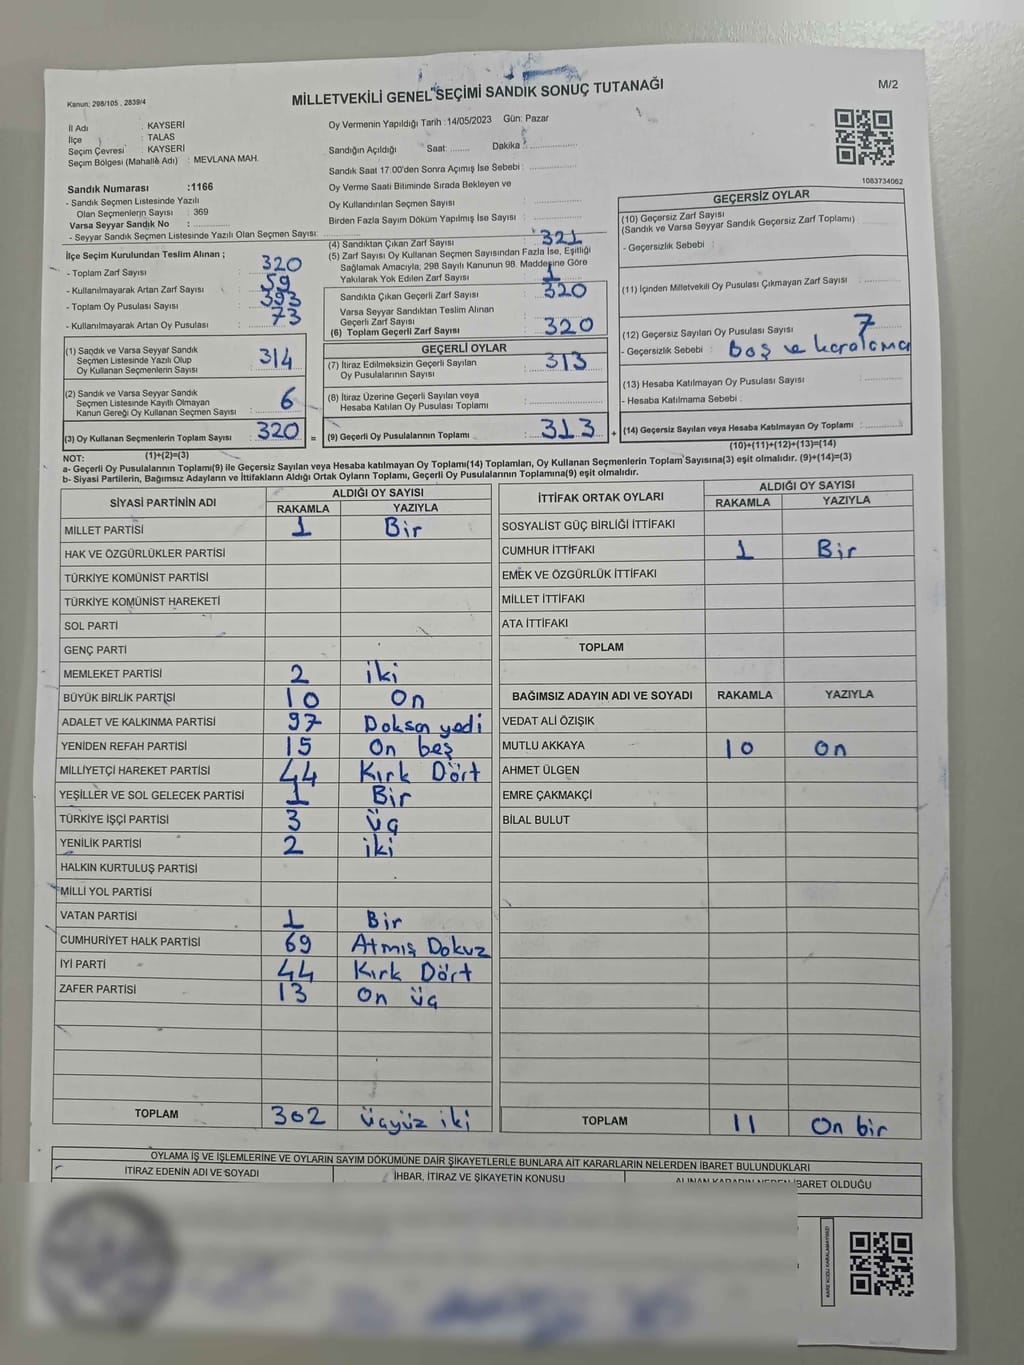 Kanun: 298/105 , 2839/4
MİLLETVEKİLİ GENEL SEÇİMİ SANDIK SONUÇ TUTANAĞI
M/2
İl Adı : KAYSERİ
İlçe : TALAS
Seçim Çevresi : KAYSERİ
Seçim Bölgesi (Mahalle Adı) : MEVLANA MAH.
Oy Vermenin Yapıldığı Tarih :14/05/2023 Gün: Pazar
Sandığın Açıldığı Saat: ........ Dakika : ................
Sandık Saat 17.00'den Sonra Açılmış İse Sebebi : ................
Oy Verme Saati Bitiminde Sırada Bekleyen ve
Oy Kullandırılan Seçmen Sayısı : ................
Birden Fazla Sayım Döküm Yapılmış İse Sayısı : ................
1083734062
Sandık Numarası :1166
- Sandık Seçmen Listesinde Yazılı
Olan Seçmenlerin Sayısı : 369
Varsa Seyyar Sandık No : ................
- Seyyar Sandık Seçmen Listesinde Yazılı Olan Seçmen Sayısı: ................
İlçe Seçim Kurulundan Teslim Alınan ;
- Toplam Zarf Sayısı : 320
- Kullanılmayarak Artan Zarf Sayısı : 59
- Toplam Oy Pusulası Sayısı : 393
- Kullanılmayarak Artan Oy Pusulası : 73
(1) Sandık ve Varsa Seyyar Sandık
Seçmen Listesinde Yazılı Olup
Oy Kullanan Seçmenlerin Sayısı : 314
(2) Sandık ve Varsa Seyyar Sandık
Seçmen Listesinde Kayıtlı Olmayan
Kanun Gereği Oy Kullanan Seçmen Sayısı : 6
(3) Oy Kullanan Seçmenlerin Toplam Sayısı : 320 =
(4) Sandıktan Çıkan Zarf Sayısı : 321
(5) Zarf Sayısı Oy Kullanan Seçmen Sayısından Fazla İse, Eşitliği
Sağlamak Amacıyla, 298 Sayılı Kanunun 98. Maddesine Göre
Yakılarak Yok Edilen Zarf Sayısı : 1
Sandıkta Çıkan Geçerli Zarf Sayısı : 320
Varsa Seyyar Sandıktan Teslim Alınan
Geçerli Zarf Sayısı
(6) Toplam Geçerli Zarf Sayısı : 320
GEÇERLİ OYLAR
(7) İtiraz Edilmeksizin Geçerli Sayılan
Oy Pusulalarının Sayısı : 313
(8) İtiraz Üzerine Geçerli Sayılan veya
Hesaba Katılan Oy Pusulası Toplamı : ................
(9) Geçerli Oy Pusulalarının Toplamı : 313 +
GEÇERSİZ OYLAR
(10) Geçersiz Zarf Sayısı
(Sandık ve Varsa Seyyar Sandık Geçersiz Zarf Toplamı) : ................
- Geçersizlik Sebebi :
(11) İçinden Milletvekili Oy Pusulası Çıkmayan Zarf Sayısı : ................
(12) Geçersiz Sayılan Oy Pusulası Sayısı : 7
- Geçersizlik Sebebi : Boş ve karalama
(13) Hesaba Katılmayan Oy Pusulası Sayısı : ................
- Hesaba Katılmama Sebebi :
(14) Geçersiz Sayılan veya Hesaba Katılmayan Oy Toplamı : ................
(10)+(11)+(12)+(13)=(14)
NOT: (1)+(2)=(3)
a- Geçerli Oy Pusulalarının Toplamı(9) ile Geçersiz Sayılan veya Hesaba katılmayan Oy Toplamı(14) Toplamları, Oy Kullanan Seçmenlerin Toplam Sayısına(3) eşit olmalıdır. (9)+(14)=(3)
b- Siyasi Partilerin, Bağımsız Adayların ve İttifakların Aldığı Ortak Oyların Toplamı, Geçerli Oy Pusulalarının Toplamına(9) eşit olmalıdır.
SİYASİ PARTİNİN ADI
ALDIĞI OY SAYISI
RAKAMLA YAZIYLA
MİLLET PARTİSİ 1 Bir
HAK VE ÖZGÜRLÜKLER PARTİSİ
TÜRKİYE KOMÜNİST PARTİSİ
TÜRKİYE KOMÜNİST HAREKETİ
SOL PARTİ
GENÇ PARTİ
MEMLEKET PARTİSİ 2 iki
BÜYÜK BİRLİK PARTİSİ 10 On
ADALET VE KALKINMA PARTİSİ 97 Doksan yedi
YENİDEN REFAH PARTİSİ 15 On beş
MİLLİYETÇİ HAREKET PARTİSİ 44 Kırk Dört
YEŞİLLER VE SOL GELECEK PARTİSİ 1 Bir
TÜRKİYE İŞÇİ PARTİSİ 3 üç
YENİLİK PARTİSİ 2 iki
HALKIN KURTULUŞ PARTİSİ
MİLLİ YOL PARTİSİ
VATAN PARTİSİ 1 Bir
CUMHURİYET HALK PARTİSİ 69 Atmış Dokuz
İYİ PARTİ 44 Kırk Dört
ZAFER PARTİSİ 13 On üç
TOPLAM 302 üçyüz iki
İTTİFAK ORTAK OYLARI
ALDIĞI OY SAYISI
RAKAMLA YAZIYLA
SOSYALİST GÜÇ BİRLİĞİ İTTİFAKI
CUMHUR İTTİFAKI 1 Bir
EMEK VE ÖZGÜRLÜK İTTİFAKI
MİLLET İTTİFAKI
ATA İTTİFAKI
TOPLAM
BAĞIMSIZ ADAYIN ADI VE SOYADI RAKAMLA YAZIYLA
VEDAT ALİ ÖZIŞIK
MUTLU AKKAYA 10 On
AHMET ÜLGEN
EMRE ÇAKMAKÇİ
BİLAL BULUT
TOPLAM 11 On bir
OYLAMA İŞ VE İŞLEMLERİNE VE OYLARIN SAYIM DÖKÜMÜNE DAİR ŞİKAYETLERLE BUNLARA AİT KARARLARIN NELERDEN İBARET BULUNDUKLARI
İTİRAZ EDENİN ADI VE SOYADI
İHBAR, İTİRAZ VE ŞİKAYETİN KONUSU
ALINAN KARARIN NEDEN İBARET OLDUĞU
KARE KODU KARALAMAYINIZ!